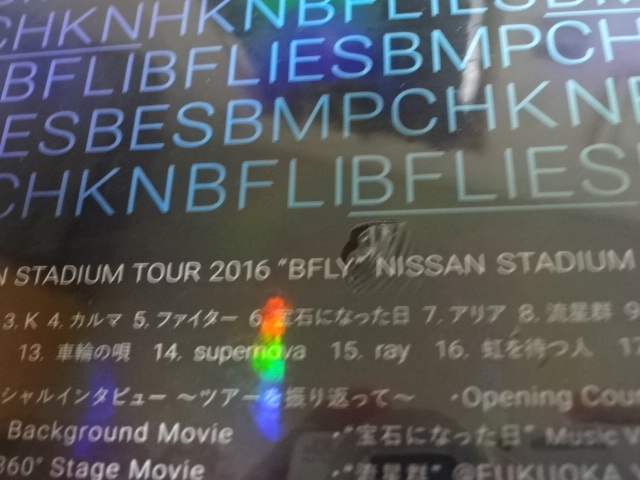 CHKNHKNBFLIESBM
BFLIBFLIESBMPCH
ESBESBMPCHKN
CHKNBFLIBFLIES
STADIUM TOUR 2016 "BFLY" NISSAN STADIUM
3. K 4. カルマ 5. ファイター 6. 宝石になった日 7. アリア 8. 流星群 9
13. 車輪の唄 14. supernova 15. ray 16. 虹を待つ人 17
シャルインタビュー 〜ツアーを振り返って〜 ・Opening
Background Movie ・"宝石になった日" Music
360° Stage Movie ・"流星群" @FUKUOKA